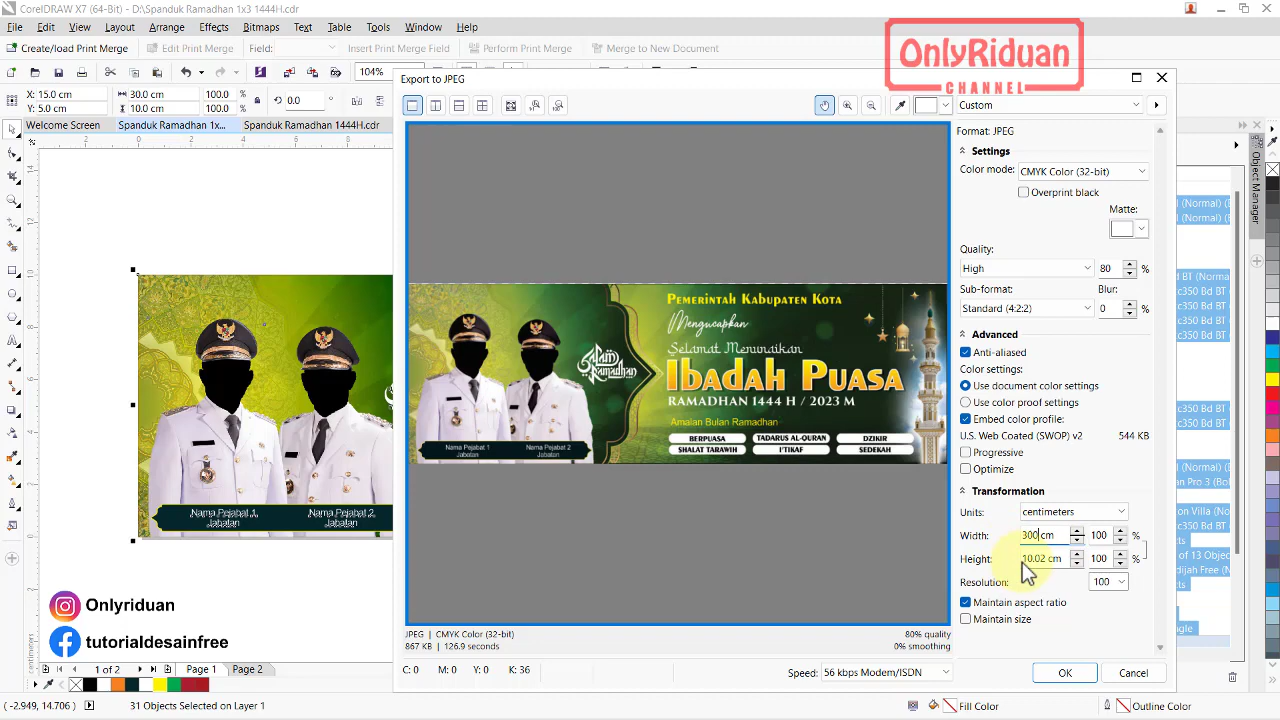 CorelDRAW X7 (64-Bit) - Spanduk Ramadhan 1x3 1444H.cdr
File Edit View Layout Arrange Effects Bitmaps Text Table Tools Window Help
Create/load Print Merge Edit Print Merge Field: Insert Print Merge Field Perform Print Merge Merge to New Document
OnlyRiduan
CHANNEL
104%
X: 15.0 cm 30.0 cm 100.0
Y: 5.0 cm 10.0 cm 100.0 % 0.0
Welcome Screen Spanduk Ramadhan 1x... Spanduk Ramadhan 1444H.cdr
Export to JPEG
Custom
Format: JPEG
Settings
Color mode: CMYK Color (32-bit)
Overprint black
Matte:
Quality:
High 80 %
Sub-format: Blur:
Standard (4:2:2) 0 %
Advanced
Anti-aliased
Color settings:
Use document color settings
Use color proof settings
Embed color profile:
U.S. Web Coated (SWOP) v2 544 KB
Progressive
Optimize
Transformation
Units: centimeters
Width: 300 cm 100 %
Height: 10.02 cm 100 %
Resolution: 100
Maintain aspect ratio
Maintain size
OK Cancel
Pemerintah Kabupaten Kota
Mengucapkan
Selamat Menunaikan
Ibadah Puasa
RAMADHAN 1444 H / 2023 M
Amalan Bulan Ramadhan
BERPUASA TADARUS AL-QURAN DZIKIR
SHALAT TARAWIH I'TIKAF SEDEKAH
Nama Pejabat 1 Nama Pejabat 2
Jabatan Jabatan
Nama Pejabat 1 Nama Pejabat 2
Jabatan Jabatan
JPEG | CMYK Color (32-bit) 80% quality
867 KB | 126.9 seconds 0% smoothing
C: 0 M: 0 Y: 0 K: 36 Speed: 56 kbps Modem/ISDN
Object Manager
Onlyriduan
tutorialdesainfree
1 of 2 Page 1 Page 2
(-2.949, 14.706) 31 Objects Selected on Layer 1 Fill Color Outline Color